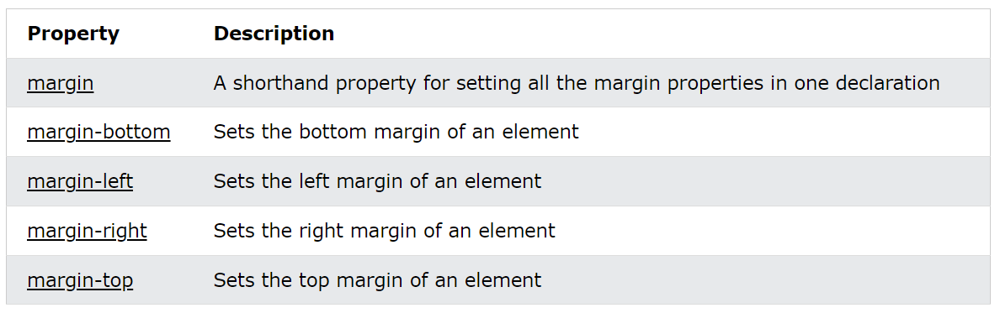 Property Description
margin A shorthand property for setting all the margin properties in one declaration
margin-bottom Sets the bottom margin of an element
margin-left Sets the left margin of an element
margin-right Sets the right margin of an element
margin-top Sets the top margin of an element